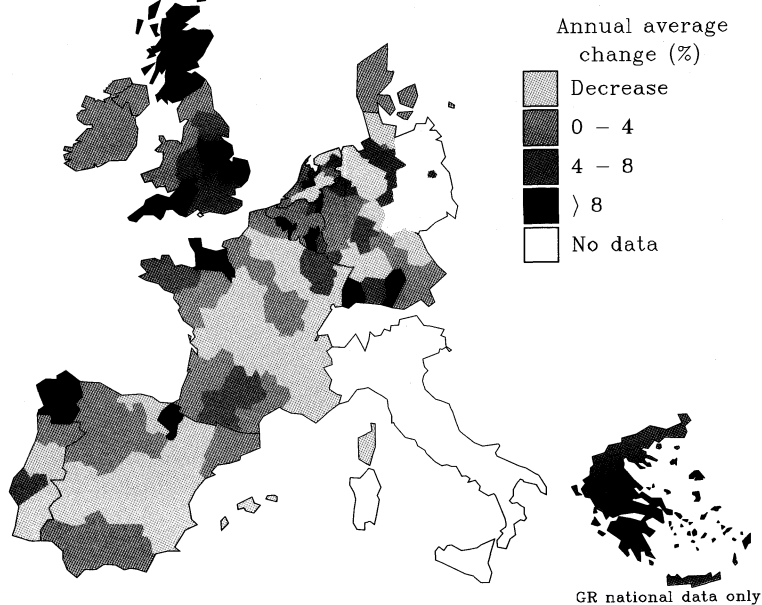 Annual average
change (%)
Decrease
0 – 4
4 – 8
⟩ 8
No data
GR national data only